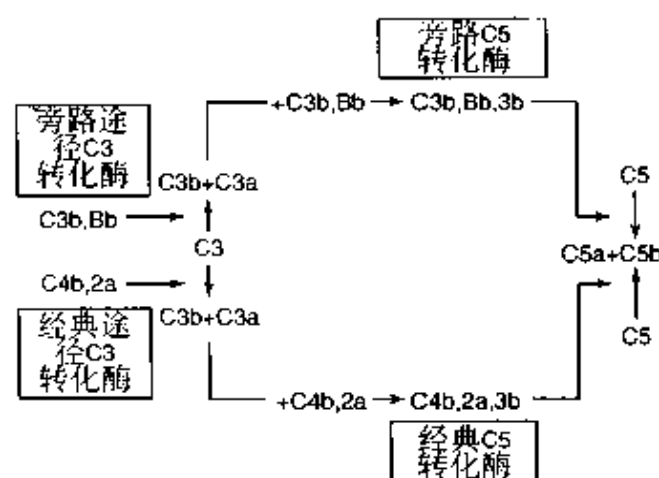 旁路C5
转化酶
+C3b,Bb
C3b,Bb,3b
旁路途
径C3
转化酶
C3b+C3a
C5
C3b,Bb
C3
C5a+C5b
C4b,2a
C3b+C3a
经典途
径C3
转化酶
C5
+C4b,2a
C4b,2a,3b
经典C5
转化酶